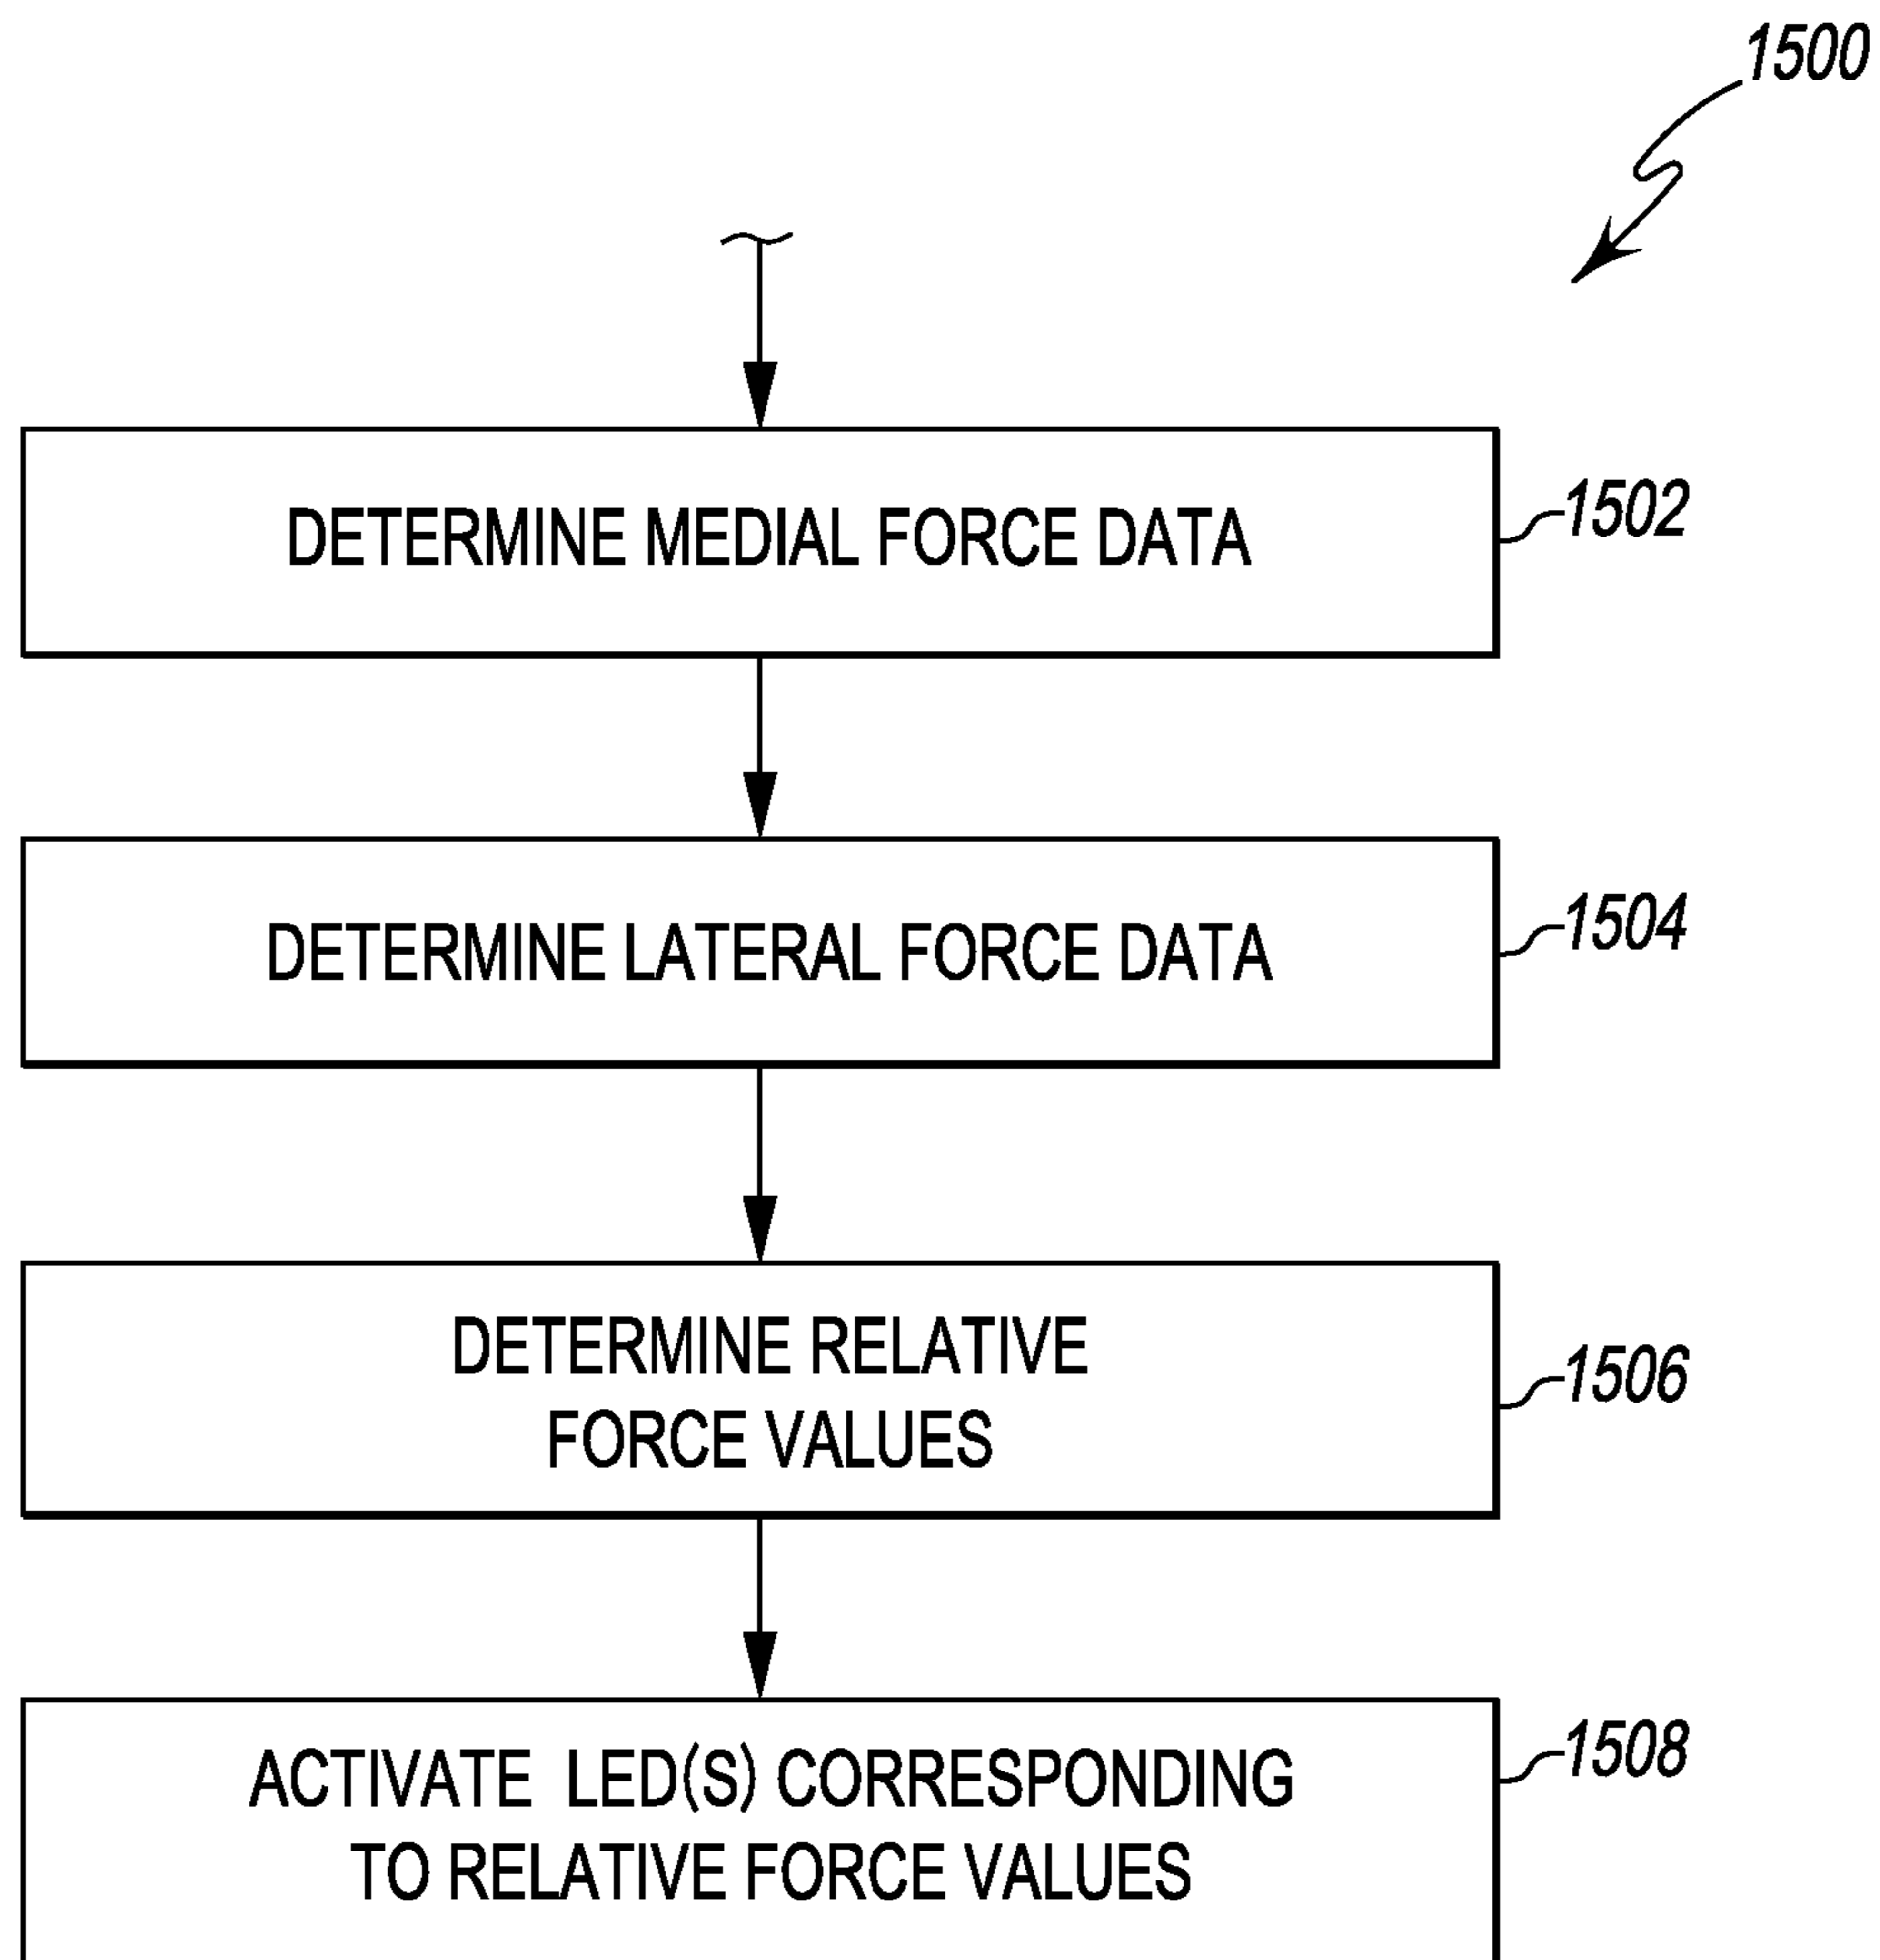 1500
DETERMINE MEDIAL FORCE DATA
1502
DETERMINE LATERAL FORCE DATA
1504
DETERMINE RELATIVE
FORCE VALUES
1506
ACTIVATE LED(S) CORRESPONDING
TO RELATIVE FORCE VALUES
1508